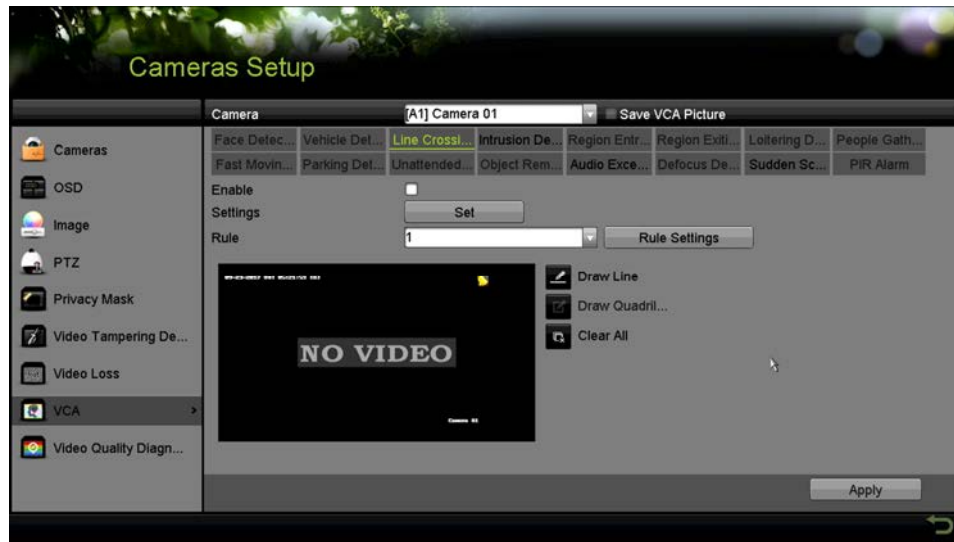 Cameras Setup
Camera [A1] Camera 01 Save VCA Picture
Cameras
OSD
Image
PTZ
Privacy Mask
Video Tampering De...
Video Loss
VCA >
Video Quality Diagn...
Face Detec... Vehicle Det... Line Crossi... Intrusion De... Region Entr... Region Exiti... Loitering D... People Gath...
Fast Movin... Parking Det... Unattended... Object Rem... Audio Exce... Defocus De... Sudden Sc... PIR Alarm
Enable
Settings Set
Rule 1 Rule Settings
NO VIDEO
Camera 01
Draw Line
Draw Quadril...
Clear All
Apply